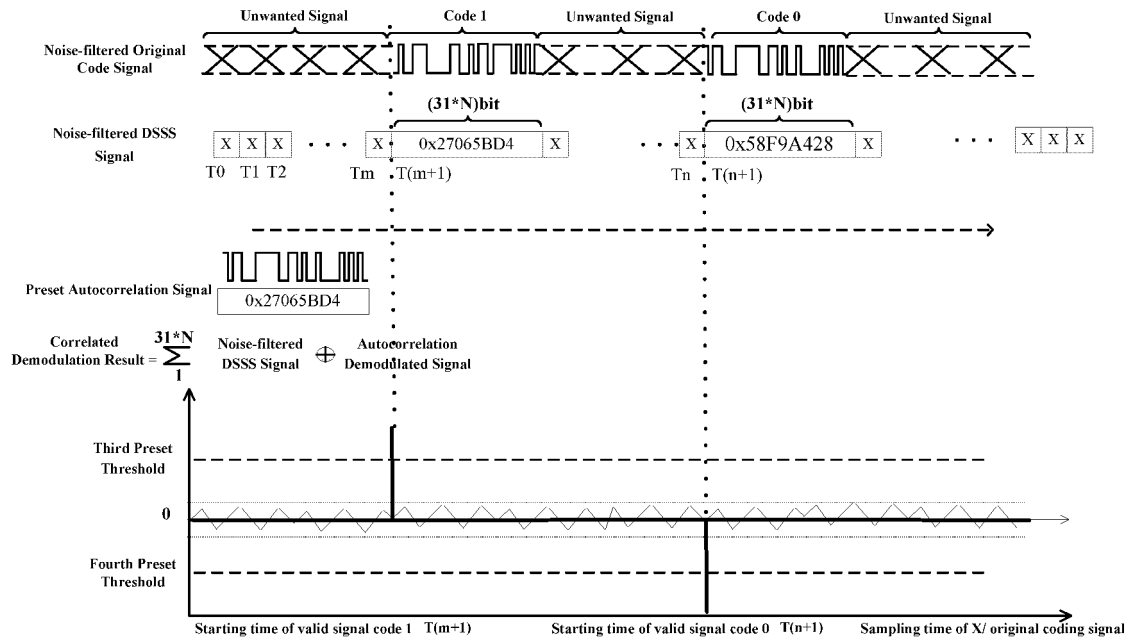 Unwanted Signal Code 1 Unwanted Signal Code 0 Unwanted Signal
Noise-filtered Original
Code Signal
(31*N)bit (31*N)bit
Noise-filtered DSSS
Signal
X X X X 0x27065BD4 X X 0x58F9A428 X X X X
T0 T1 T2 Tm T(m+1) Tn T(n+1)
Preset Autocorrelation Signal
0x27065BD4
Correlated
Demodulation Result = 31*N ∑ 1 Noise-filtered
DSSS Signal ⊕ Autocorrelation
Demodulated Signal
Third Preset
Threshold
0
Fourth Preset
Threshold
Starting time of valid signal code 1 T(m+1) Starting time of valid signal code 0 T(n+1) Sampling time of X/ original coding signal